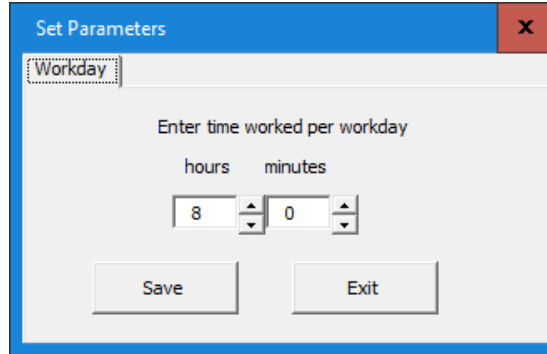 Set Parameters
x
Workday
Enter time worked per workday
hours minutes
8 0
Save Exit